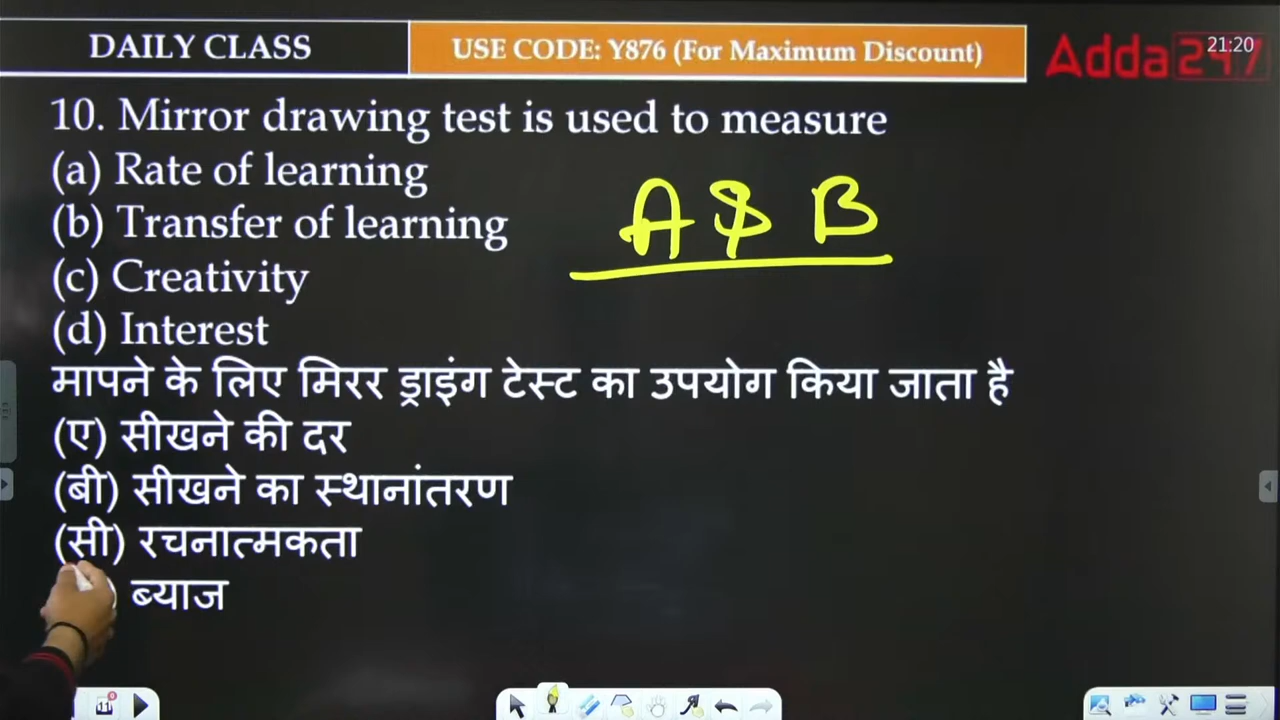 DAILY CLASS
USE CODE: Y876 (For Maximum Discount)
Adda247
21:20
10. Mirror drawing test is used to measure
(a) Rate of learning
A & B
(b) Transfer of learning
(c) Creativity
(d) Interest
मापने के लिए मिरर ड्राइंग टेस्ट का उपयोग किया जाता है
(ए) सीखने की दर
(बी) सीखने का स्थानांतरण
(सी) रचनात्मकता
ब्याज
11